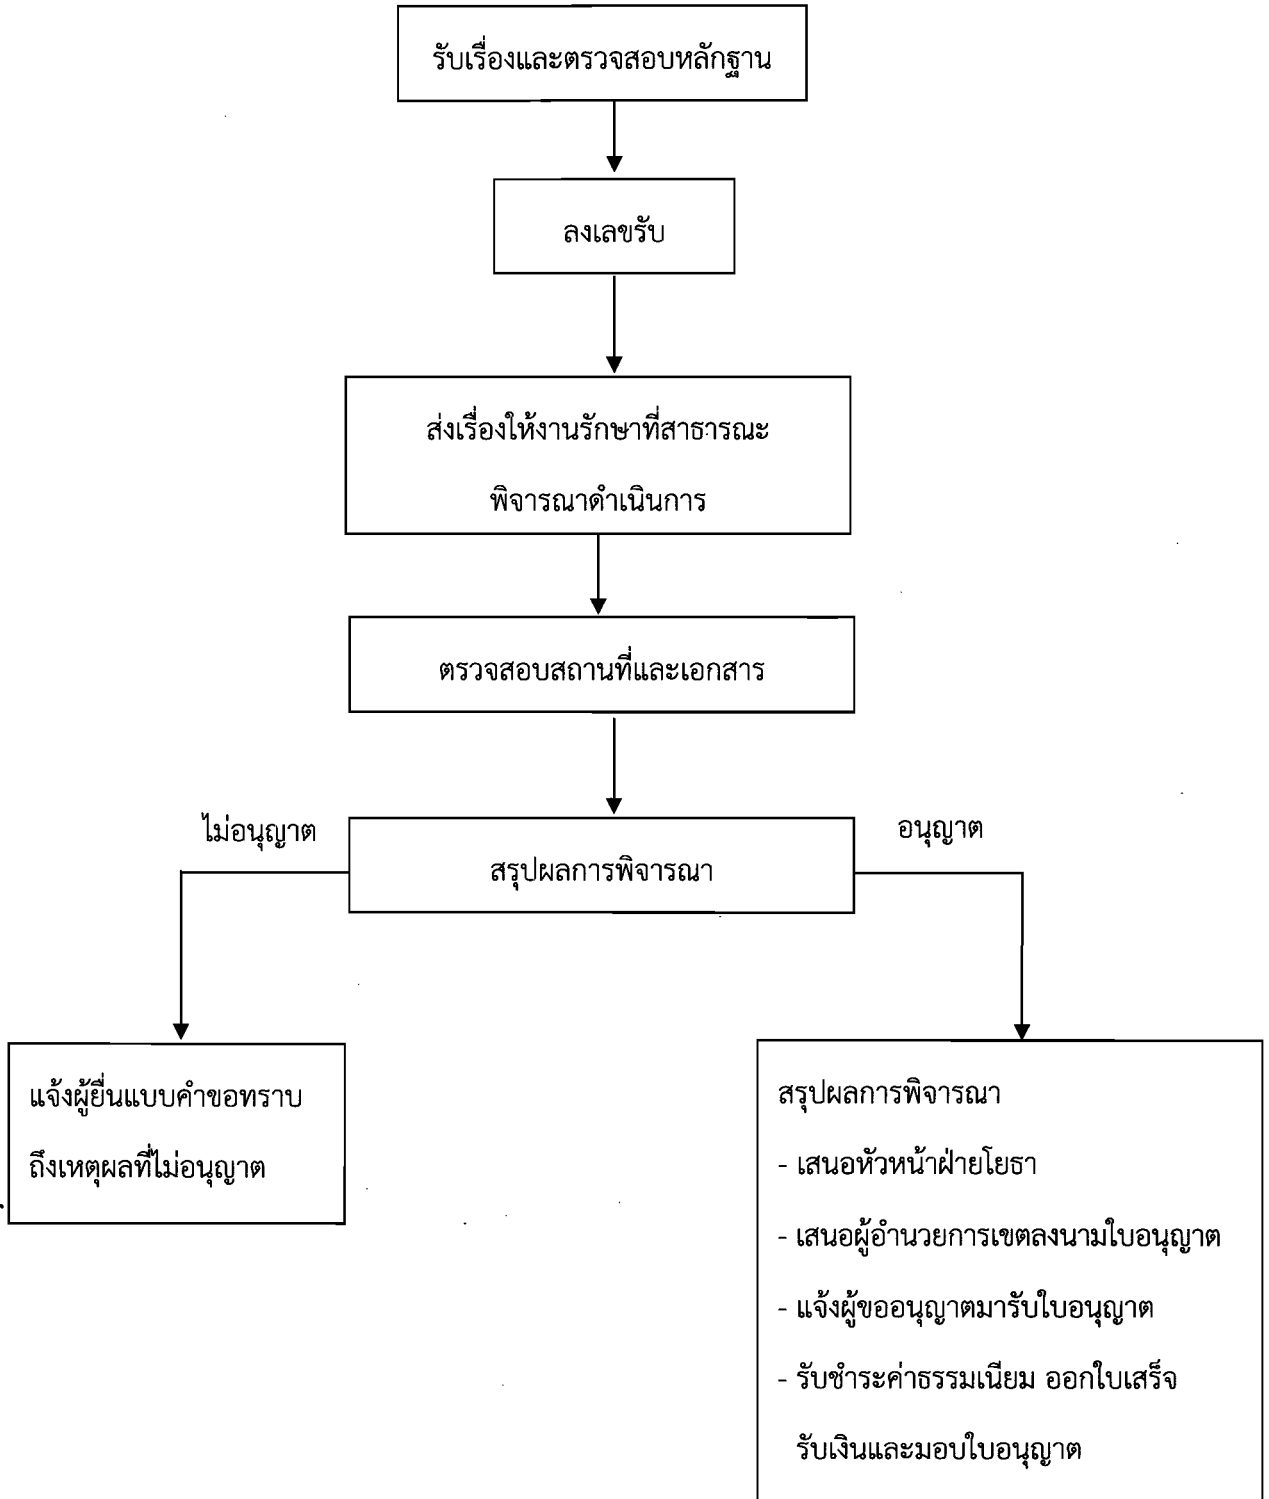 รับเรื่องและตรวจสอบหลักฐาน
ลงเลขรับ
ส่งเรื่องให้งานรักษาที่สาธารณะ
พิจารณาดำเนินการ
ตรวจสอบสถานที่และเอกสาร
ไม่อนุญาต
อนุญาต
สรุปผลการพิจารณา
แจ้งผู้ยื่นแบบคำขอทราบ
ถึงเหตุผลที่ไม่อนุญาต
สรุปผลการพิจารณา
- เสนอหัวหน้าฝ่ายโยธา
- เสนอผู้อำนวยการเขตลงนามใบอนุญาต
- แจ้งผู้ขออนุญาตมารับใบอนุญาต
- รับชำระค่าธรรมเนียม ออกใบเสร็จ
รับเงินและมอบใบอนุญาต